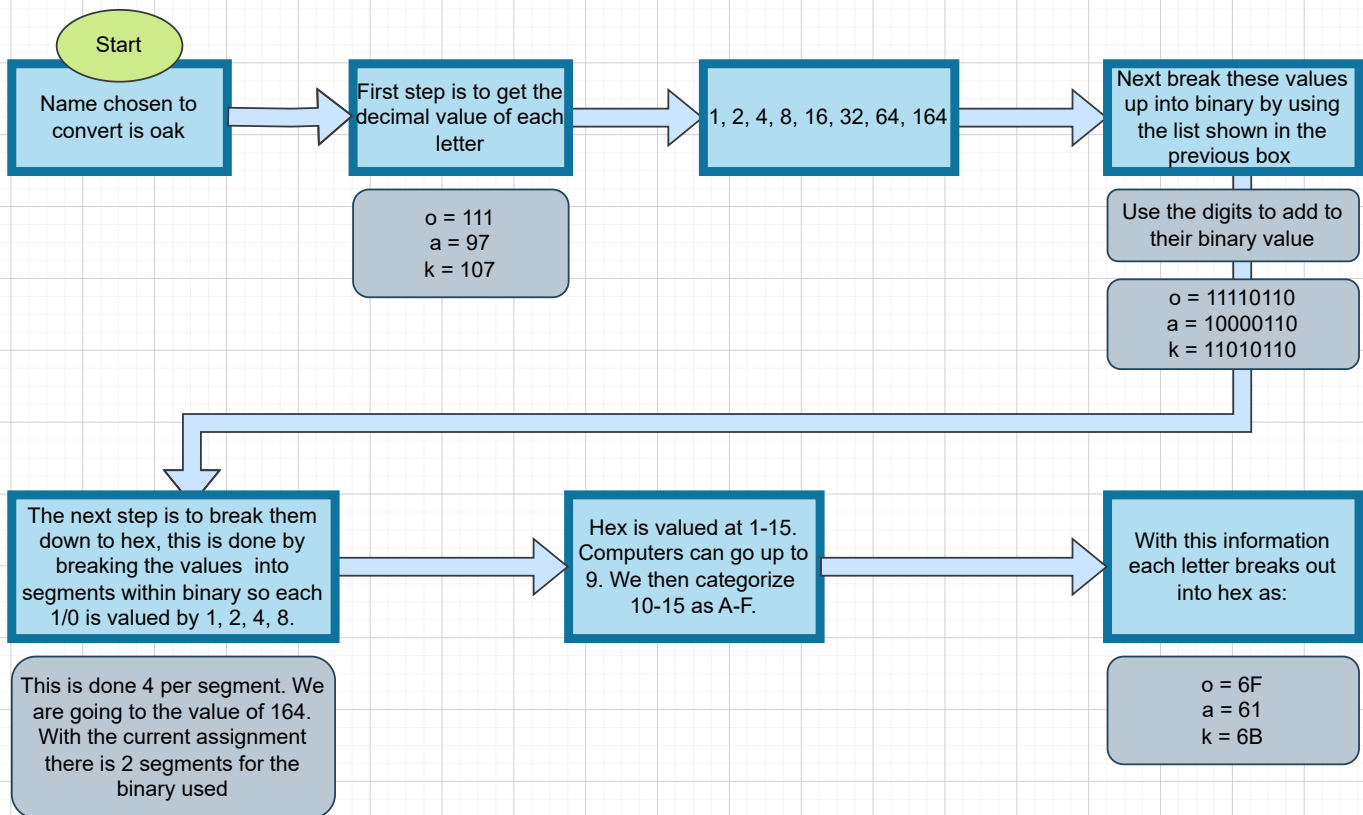 Start
Name chosen to
convert is oak
First step is to get the
decimal value of each
letter
o = 111
a = 97
k = 107
1, 2, 4, 8, 16, 32, 64, 164
Next break these values
up into binary by using
the list shown in the
previous box
Use the digits to add to
their binary value
o = 11110110
a = 10000110
k = 11010110
The next step is to break them
down to hex, this is done by
breaking the values into
segments within binary so each
1/0 is valued by 1, 2, 4, 8.
This is done 4 per segment. We
are going to the value of 164.
With the current assignment
there is 2 segments for the
binary used
Hex is valued at 1-15.
Computers can go up to
9. We then categorize
10-15 as A-F.
With this information
each letter breaks out
into hex as:
o = 6F
a = 61
k = 6B